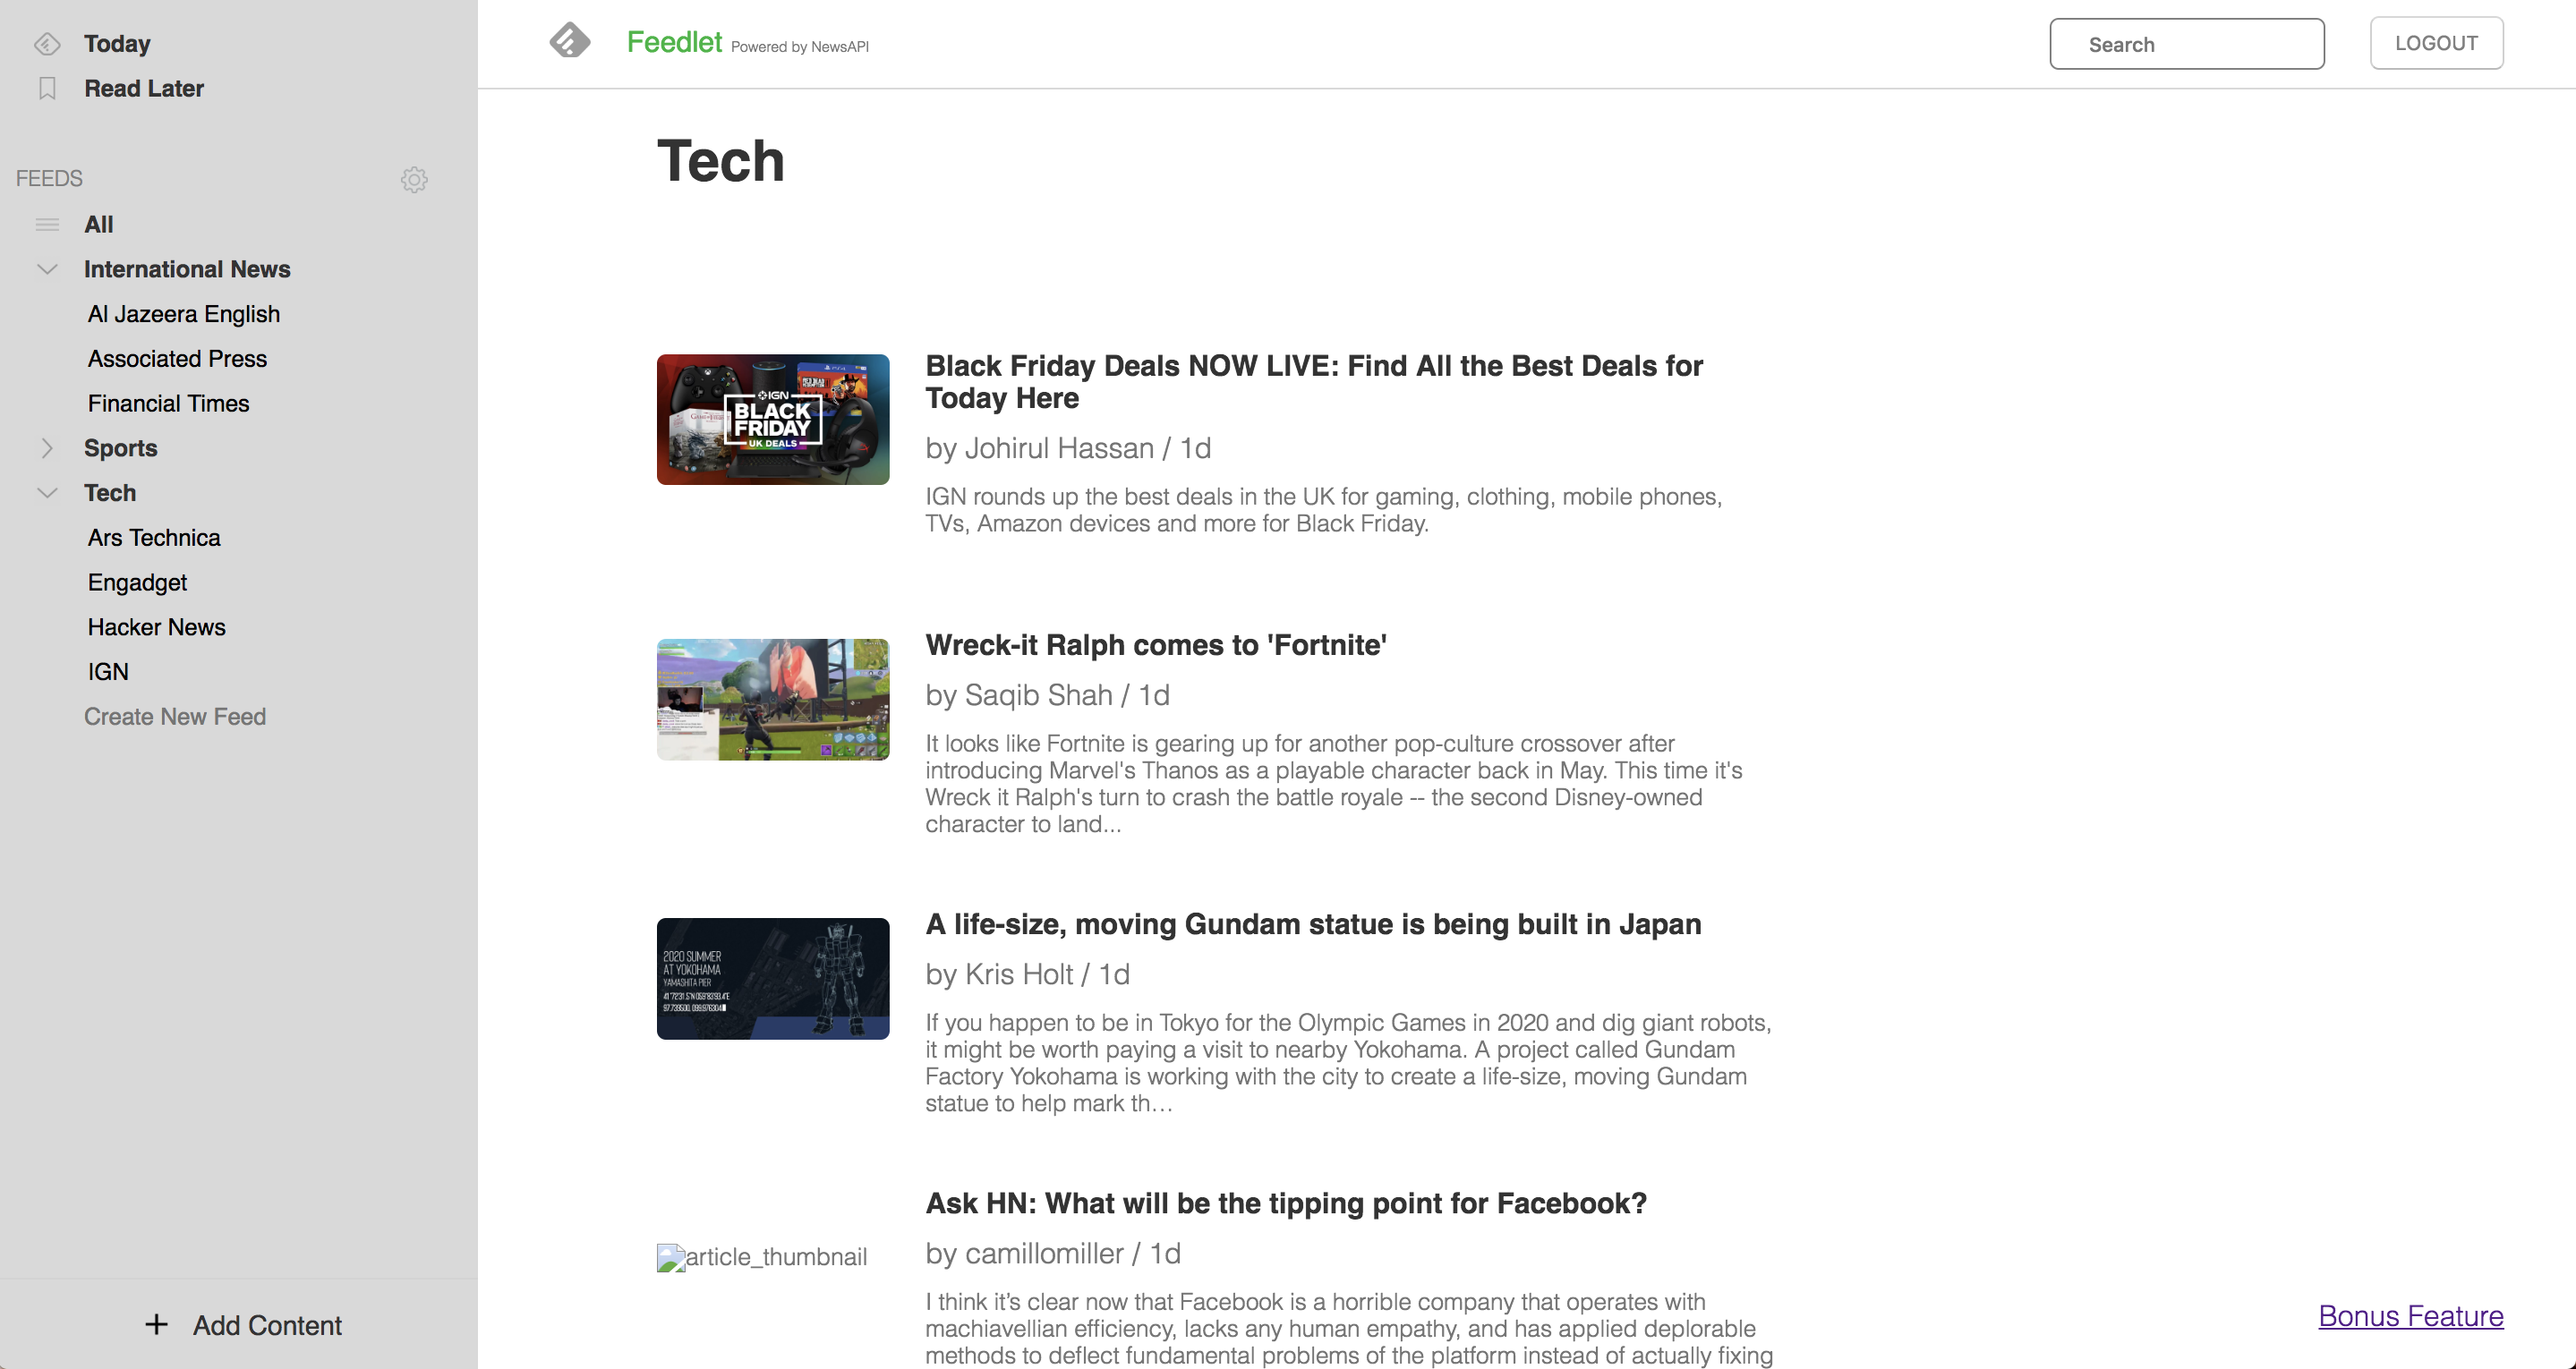 Today
Read Later
FEEDS
All
International News
Al Jazeera English
Associated Press
Financial Times
Sports
Tech
Ars Technica
Engadget
Hacker News
IGN
Create New Feed
+ Add Content
Feedlet Powered by NewsAPI
Search
LOGOUT
Tech
IGN
BLACK
FRIDAY
UK DEALS
Black Friday Deals NOW LIVE: Find All the Best Deals for
Today Here
by Johirul Hassan / 1d
IGN rounds up the best deals in the UK for gaming, clothing, mobile phones,
TVs, Amazon devices and more for Black Friday.
Wreck-it Ralph comes to 'Fortnite'
by Saqib Shah / 1d
It looks like Fortnite is gearing up for another pop-culture crossover after
introducing Marvel's Thanos as a playable character back in May. This time it's
Wreck it Ralph's turn to crash the battle royale -- the second Disney-owned
character to land...
2020 SUMMER
AT YOKOHAMA
YAMASHITA PIER
A life-size, moving Gundam statue is being built in Japan
by Kris Holt / 1d
If you happen to be in Tokyo for the Olympic Games in 2020 and dig giant robots,
it might be worth paying a visit to nearby Yokohama. A project called Gundam
Factory Yokohama is working with the city to create a life-size, moving Gundam
statue to help mark th…
article_thumbnail
Ask HN: What will be the tipping point for Facebook?
by camillomiller / 1d
I think it’s clear now that Facebook is a horrible company that operates with
machiavellian efficiency, lacks any human empathy, and has applied deplorable
methods to deflect fundamental problems of the platform instead of actually fixing
Bonus Feature